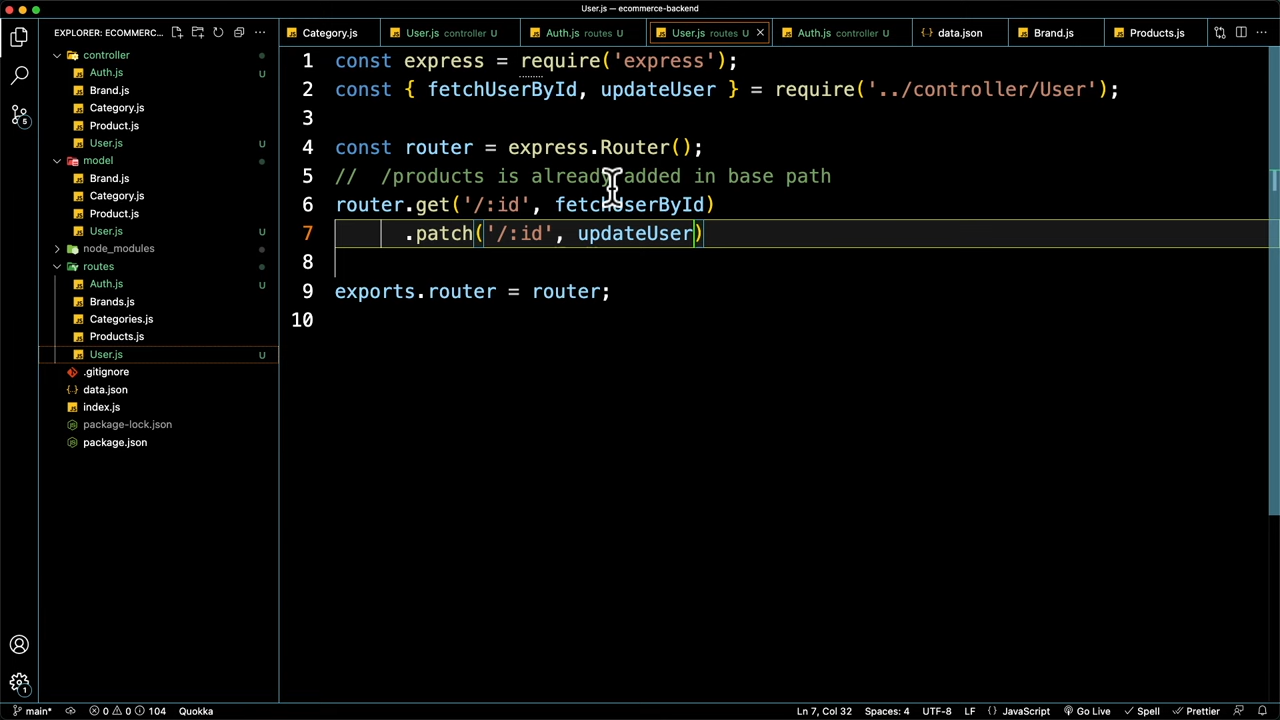 User.js — ecommerce-backend
EXPLORER: ECOMMERC...
Category.js
User.js controller U
Auth.js routes U
User.js routes U
Auth.js controller U
data.json
Brand.js
Products.js
controller
Auth.js U
Brand.js
Category.js
Product.js
User.js U
model
Brand.js
Category.js
Product.js
User.js U
node_modules
routes
Auth.js U
Brands.js
Categories.js
Products.js
User.js U
.gitignore
data.json
index.js
package-lock.json
package.json
5
1
1 const express = require('express');
2 const { fetchUserById, updateUser } = require('../controller/User');
3
4 const router = express.Router();
5 //  /products is already added in base path
6 router.get('/:id', fetchUserById)
7 .patch('/:id', updateUser)
8
9 exports.router = router;
10
main* 0 0 104 Quokka
Ln 7, Col 32 Spaces: 4 UTF-8 LF {} JavaScript Go Live Spell Prettier